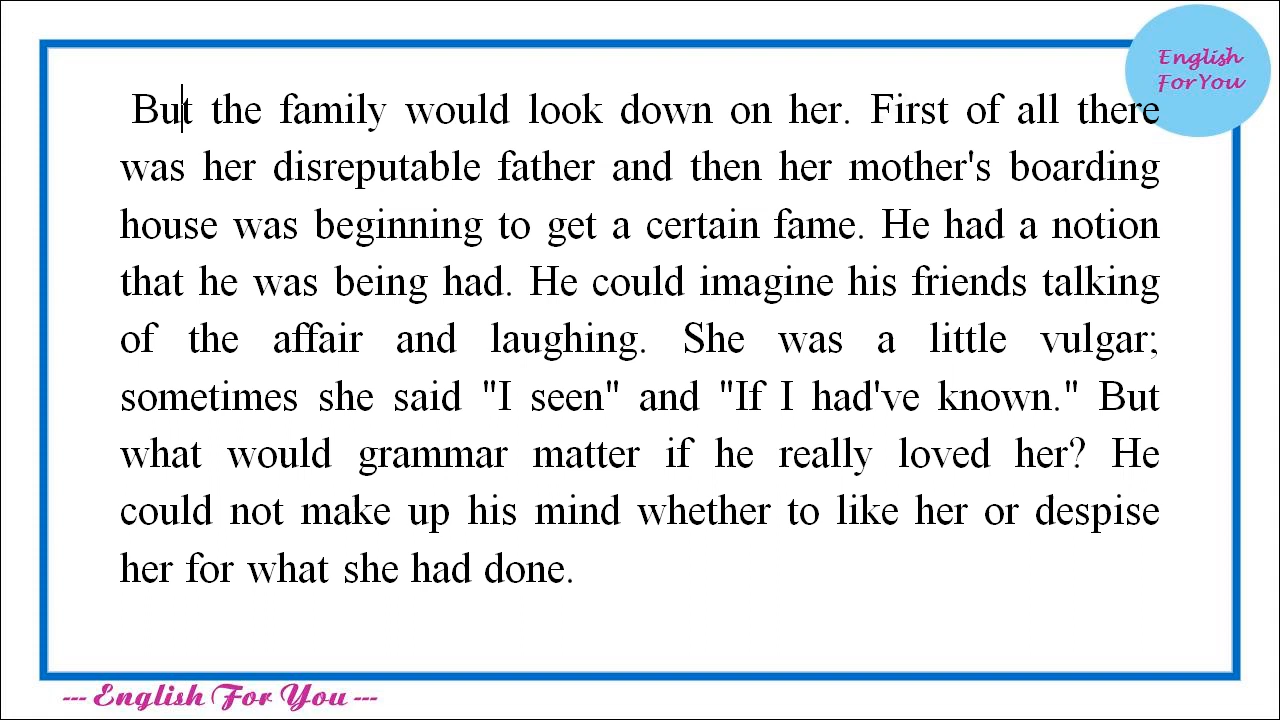 English
ForYou
But the family would look down on her. First of all there
was her disreputable father and then her mother's boarding
house was beginning to get a certain fame. He had a notion
that he was being had. He could imagine his friends talking
of the affair and laughing. She was a little vulgar;
sometimes she said "I seen" and "If I had've known." But
what would grammar matter if he really loved her? He
could not make up his mind whether to like her or despise
her for what she had done.
--- English For You ---